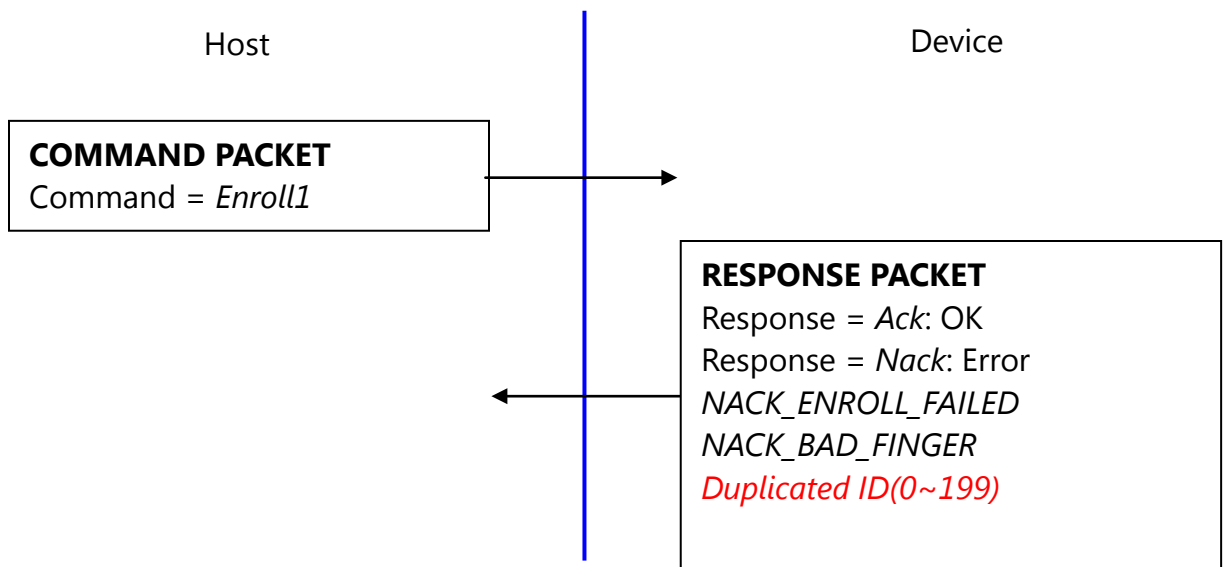 Host
Device
COMMAND PACKET
Command = Enroll1
RESPONSE PACKET
Response = Ack: OK
Response = Nack: Error
NACK_ENROLL_FAILED
NACK_BAD_FINGER
Duplicated ID(0~199)